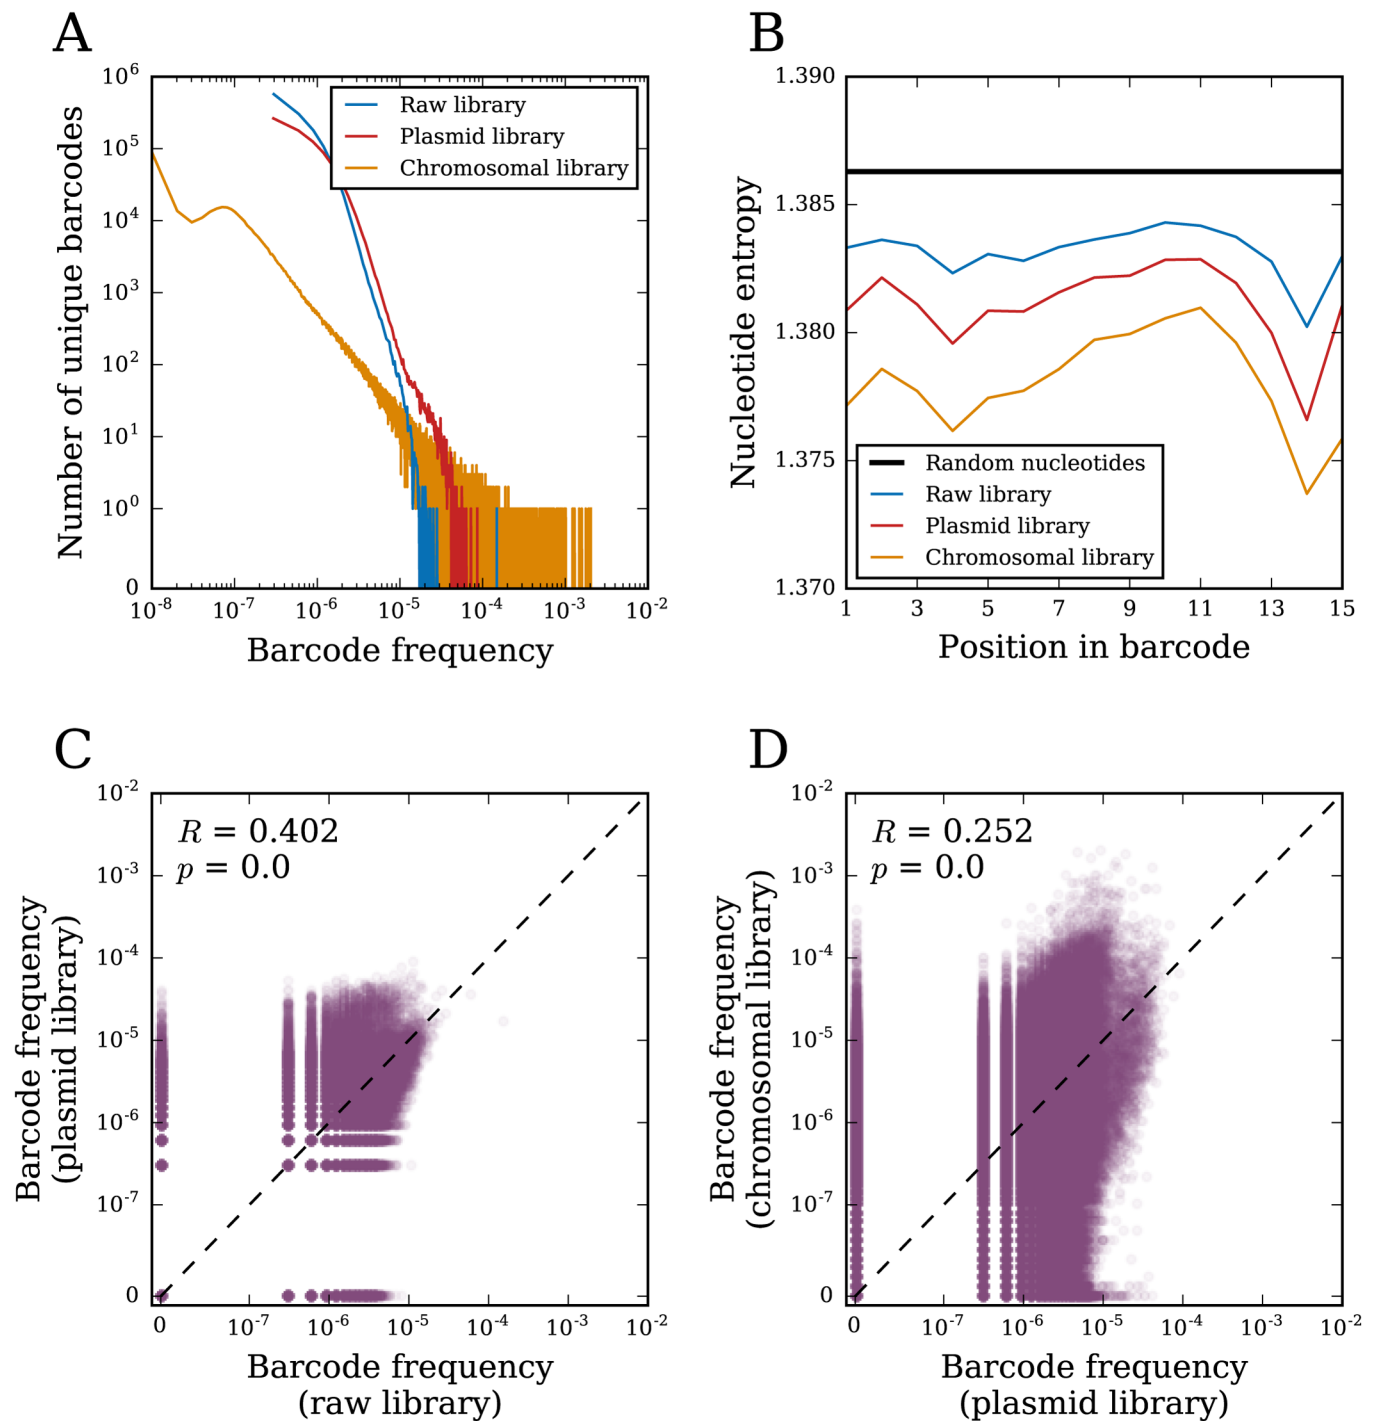 A
Number of unique barcodes
10^6
10^5
10^4
10^3
10^2
10^1
10^0
0
Raw library
Plasmid library
Chromosomal library
10^-8 10^-7 10^-6 10^-5 10^-4 10^-3 10^-2
Barcode frequency
B
Nucleotide entropy
1.390
1.385
1.380
1.375
1.370
Random nucleotides
Raw library
Plasmid library
Chromosomal library
1 3 5 7 9 11 13 15
Position in barcode
C
Barcode frequency
(plasmid library)
10^-2
10^-3
10^-4
10^-5
10^-6
10^-7
0
R = 0.402
p = 0.0
0 10^-7 10^-6 10^-5 10^-4 10^-3 10^-2
Barcode frequency
(raw library)
D
Barcode frequency
(chromosomal library)
10^-2
10^-3
10^-4
10^-5
10^-6
10^-7
0
R = 0.252
p = 0.0
0 10^-7 10^-6 10^-5 10^-4 10^-3 10^-2
Barcode frequency
(plasmid library)